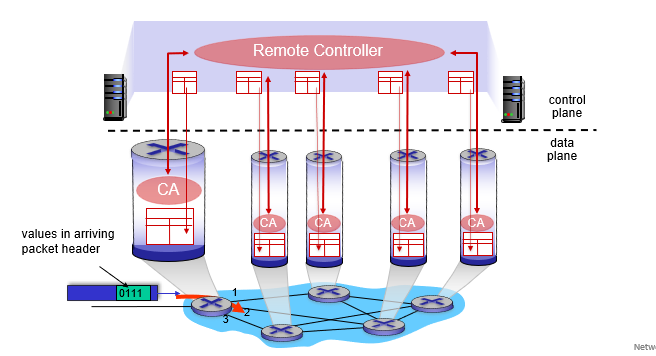 Remote Controller
control
plane
data
plane
CA
CA
CA
CA
CA
values in arriving
packet header
0111
1
2
3
Netw